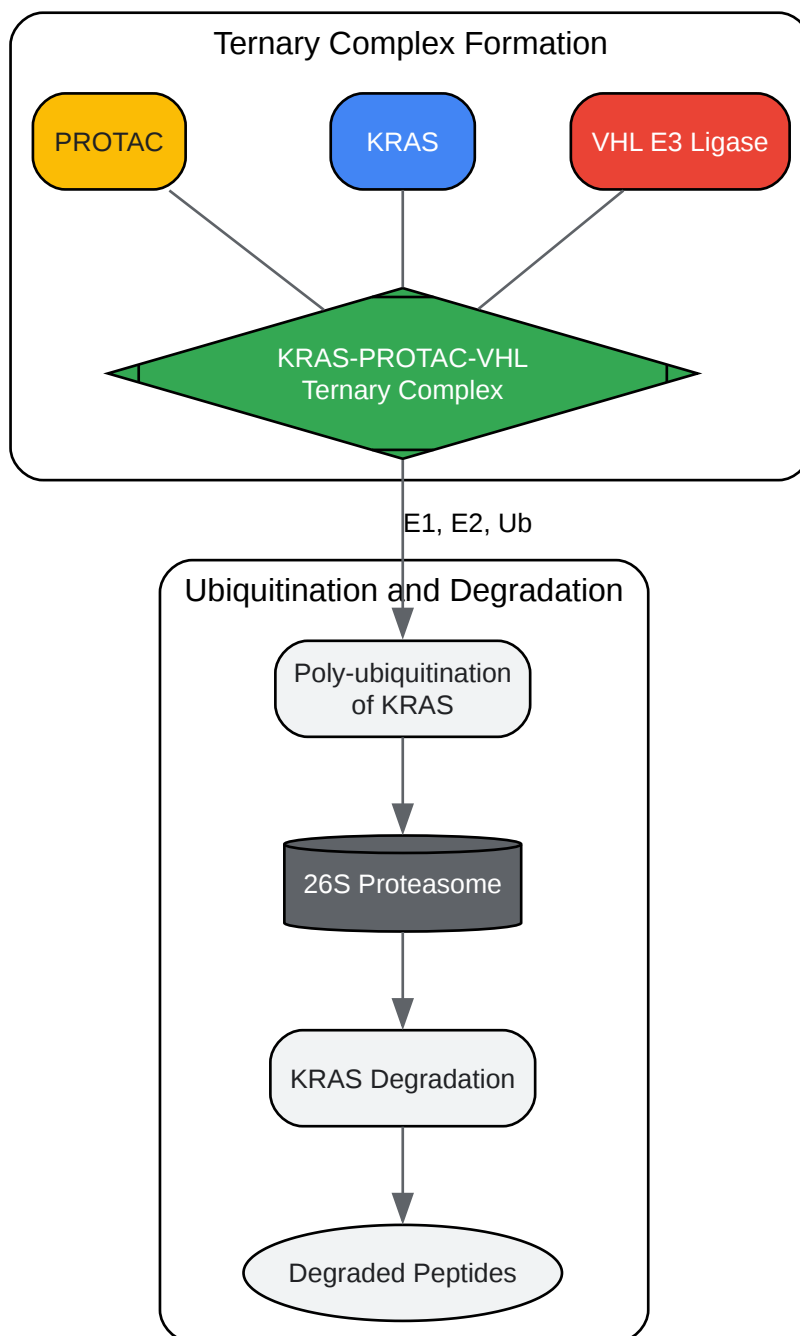 Ternary Complex Formation
PROTAC
KRAS
VHL E3 Ligase
KRAS-PROTAC-VHL
Ternary Complex
E1, E2, Ub
Ubiquitination and Degradation
Poly-ubiquitination
of KRAS
26S Proteasome
KRAS Degradation
Degraded Peptides